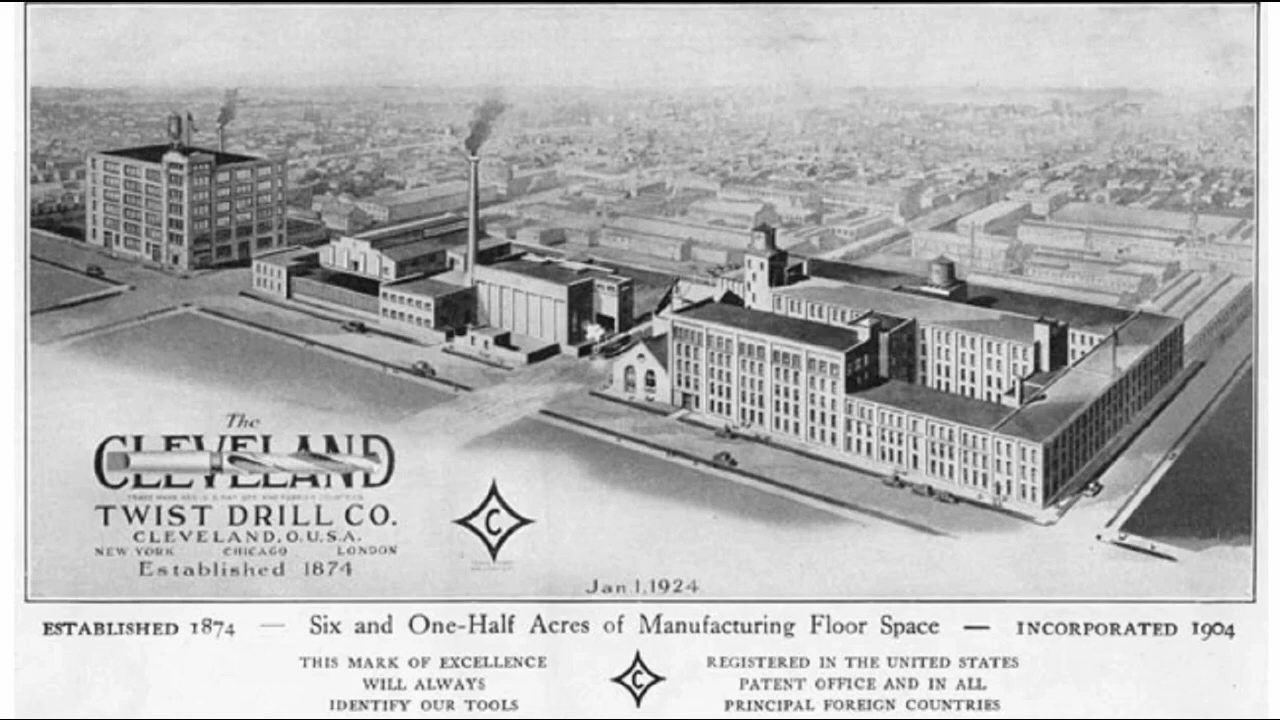 The
CLEVELAND
TWIST DRILL CO.
CLEVELAND, O. U.S.A.
NEW YORK CHICAGO LONDON
Established 1874
C
Jan 1, 1924
ESTABLISHED 1874 — Six and One-Half Acres of Manufacturing Floor Space — INCORPORATED 1904
THIS MARK OF EXCELLENCE
WILL ALWAYS
IDENTIFY OUR TOOLS
C
REGISTERED IN THE UNITED STATES
PATENT OFFICE AND IN ALL
PRINCIPAL FOREIGN COUNTRIES